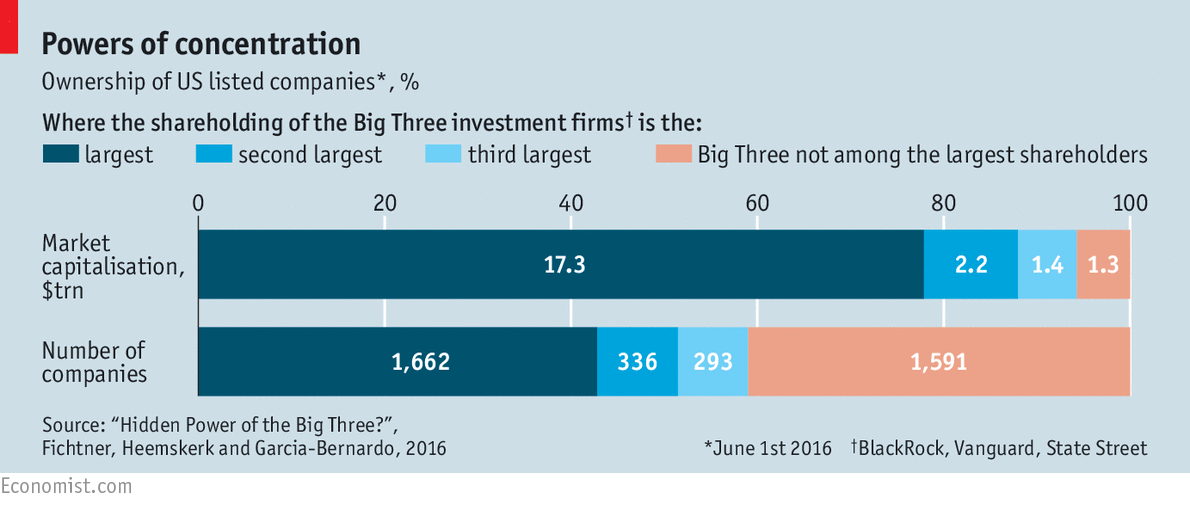 Powers of concentration
Ownership of US listed companies*, %
Where the shareholding of the Big Three investment firms† is the:
largest second largest third largest Big Three not among the largest shareholders
0 20 40 60 80 100
Market
capitalisation,
$trn
17.3 2.2 1.4 1.3
Number of
companies
1,662 336 293 1,591
Source: “Hidden Power of the Big Three?”,
Fichtner, Heemskerk and Garcia-Bernardo, 2016
*June 1st 2016 †BlackRock, Vanguard, State Street
Economist.com